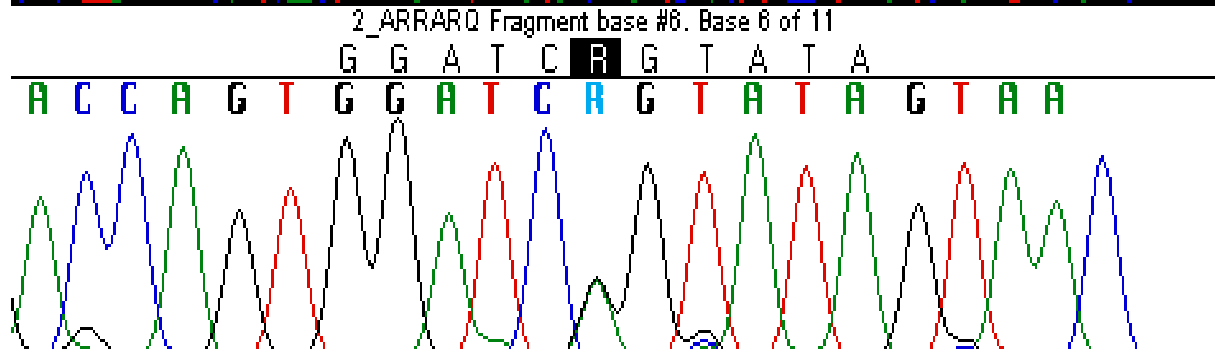 2_ARRARQ Fragment base #6. Base 6 of 11
G G A T C R G T A T A
A C C A G T G G A T C R G T A T A G T A A